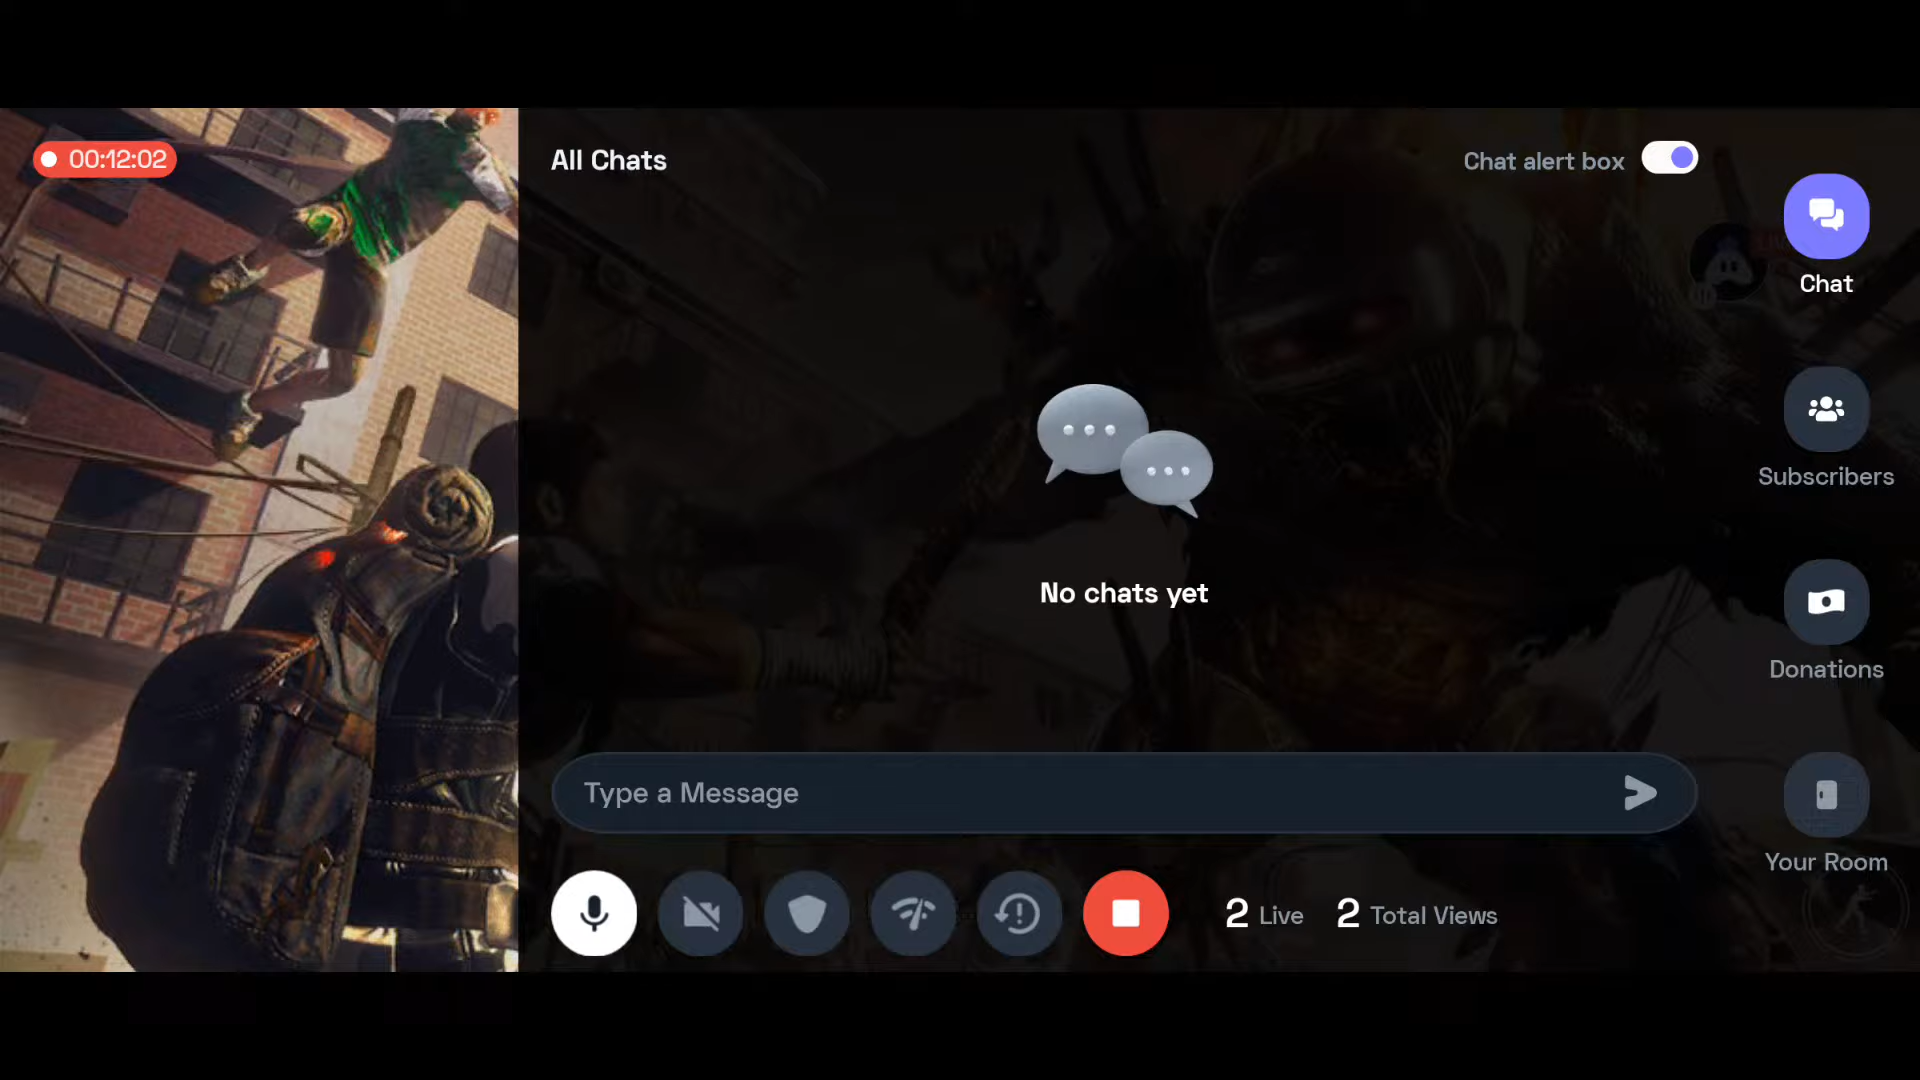 00:12:02
All Chats
Chat alert box
Chat
Subscribers
No chats yet
Donations
Type a Message
Your Room
2 Live 2 Total Views